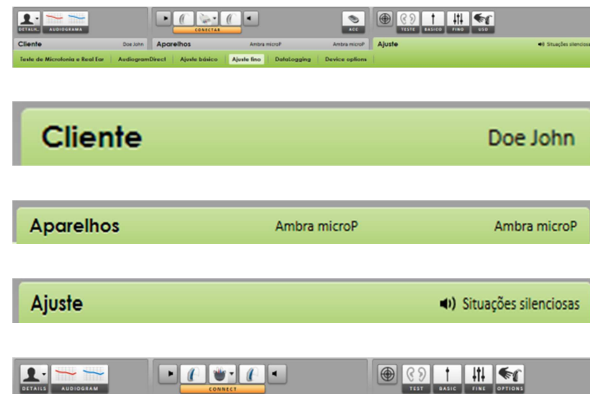 DETALH. AUDIOGRAMA CONECTAR ACC TESTE BASICO FINO USO
Cliente Doe John Aparelhos Ambra microP Ambra microP Ajuste Situações silenciosas
Teste da Microfonia e Real Ear AudiogramDirect Ajuste básico Ajuste fino DataLogging Device options
Cliente Doe John
Aparelhos Ambra microP Ambra microP
Ajuste Situações silenciosas
DETAILS AUDIOGRAM CONNECT TEST BASIC FINE OPTIONS